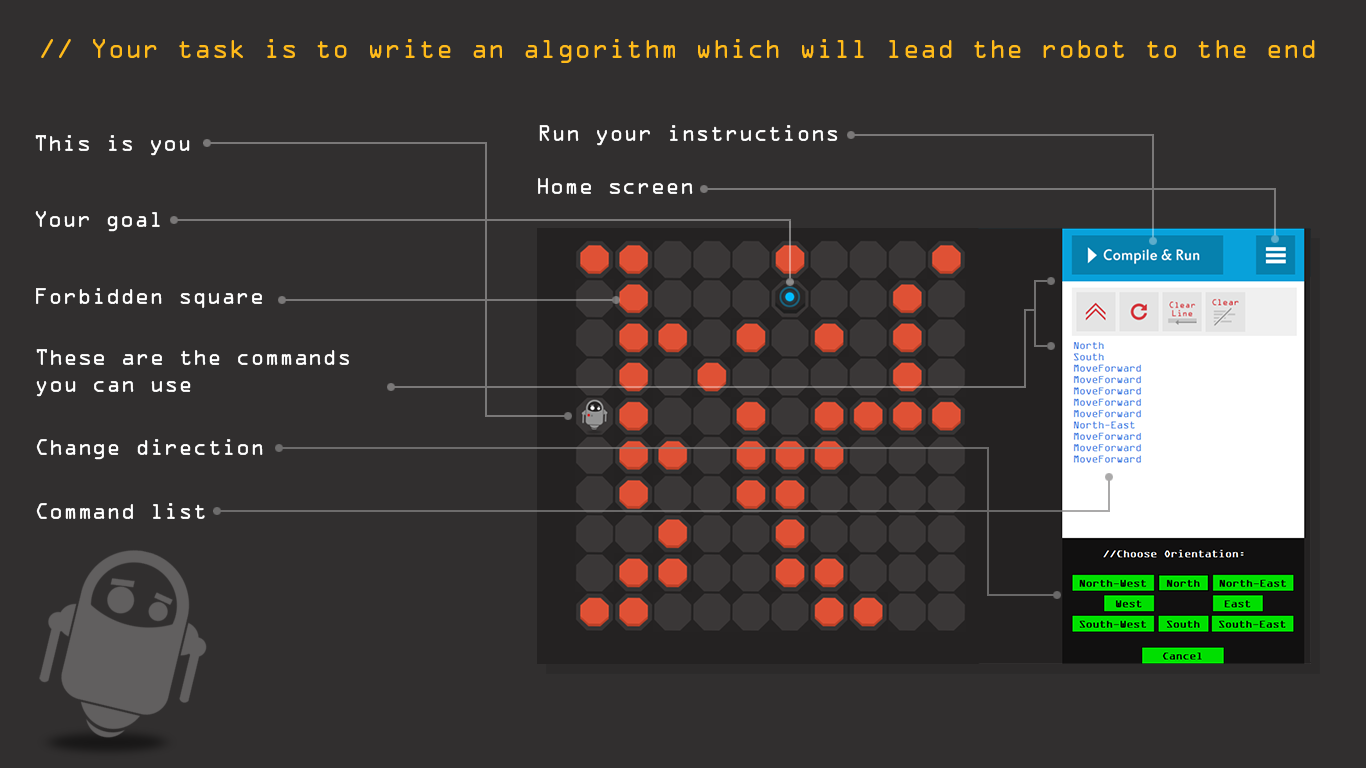 // Your task is to write an algorithm which will lead the robot to the end
This is you
Run your instructions
Home screen
Your goal
Forbidden square
These are the commands
you can use
Change direction
Command list
Compile & Run
Clear
Line
Clear
North
South
MoveForward
MoveForward
MoveForward
MoveForward
MoveForward
North-East
MoveForward
MoveForward
MoveForward
//Choose Orientation:
North-West North North-East
West East
South-West South South-East
Cancel